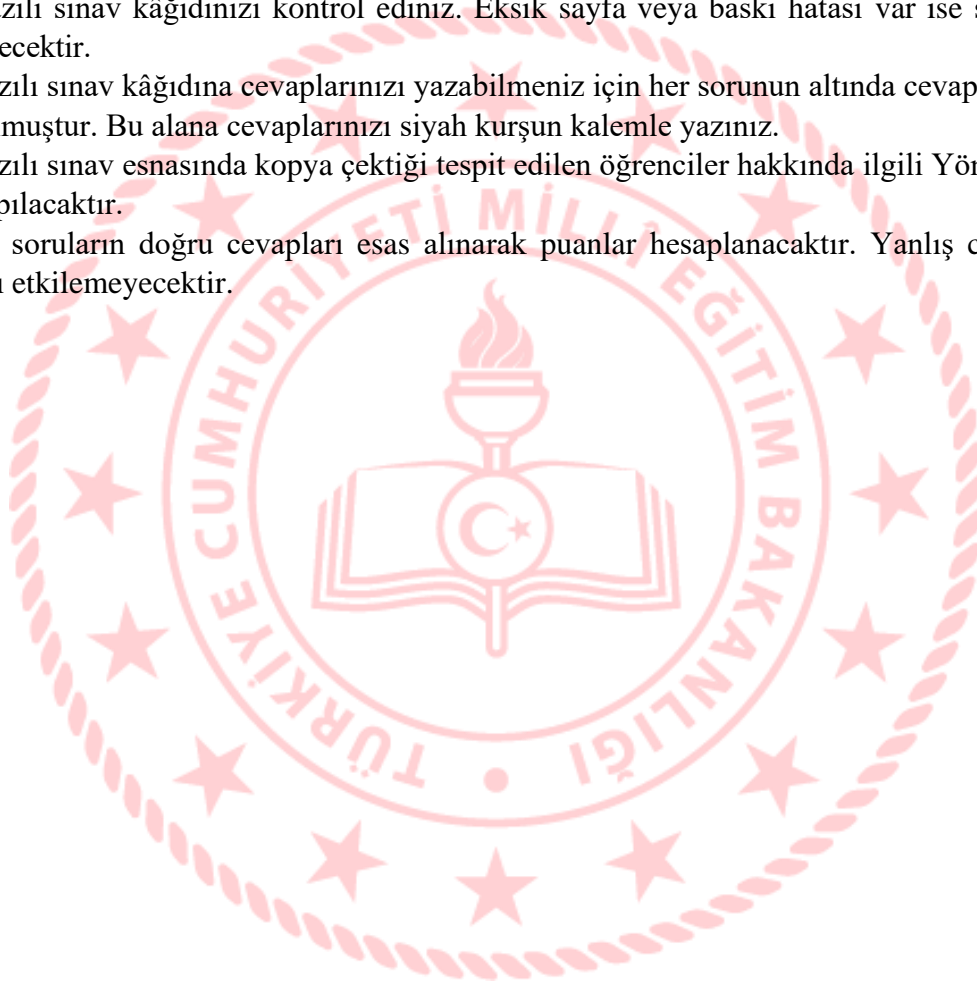 azılı sınav kâğıdınızı kontrol ediniz. Eksik sayfa veya baskı hatası var ise s
ecektir.
zılı sınav kâğıdına cevaplarınızı yazabilmeniz için her sorunun altında cevap
muştur. Bu alana cevaplarınızı siyah kurşun kalemle yazınız.
zılı sınav esnasında kopya çektiği tespit edilen öğrenciler hakkında ilgili Yön
pılacaktır.
soruların doğru cevapları esas alınarak puanlar hesaplanacaktır. Yanlış c
ı etkilemeyecektir.
TÜRKİYE CUMHURİYETİ MİLLÎ EĞİTİM BAKANLIĞI